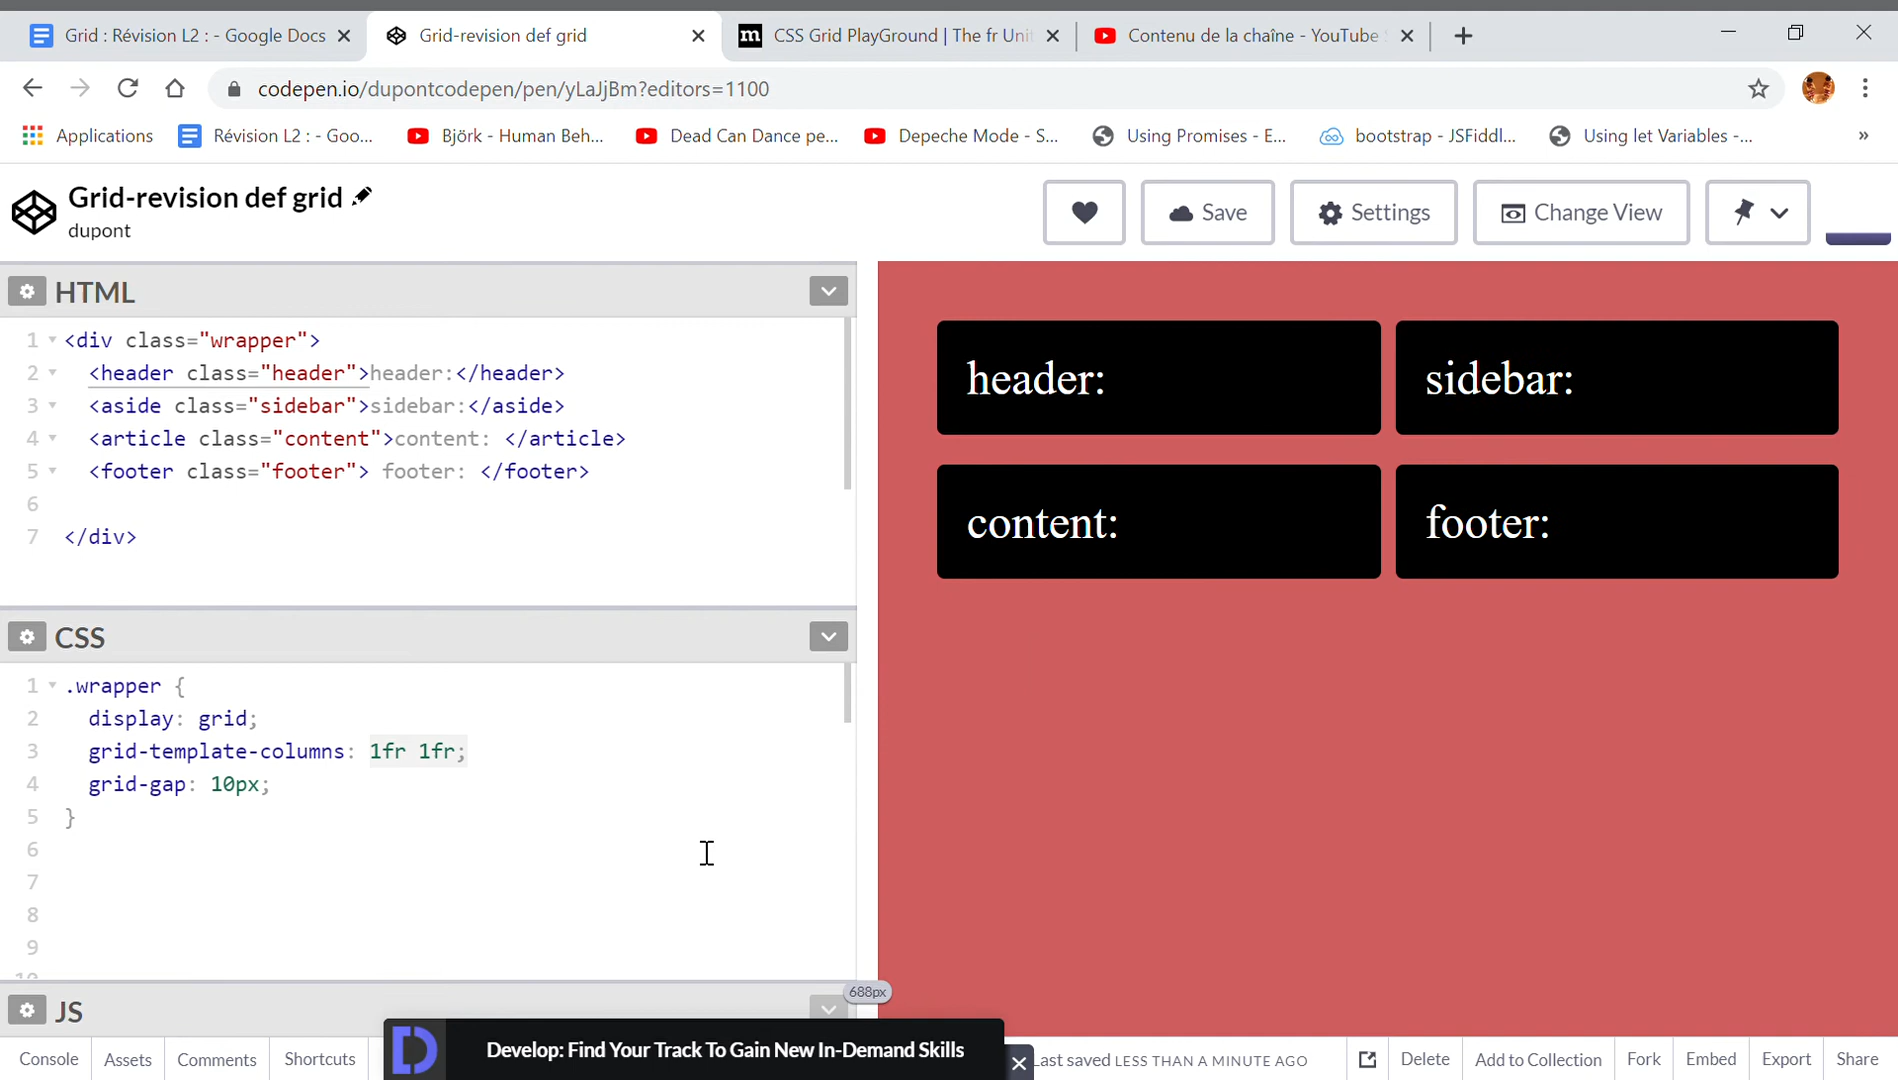 Grid : Révision L2 : - Google Docs
Grid-revision def grid
CSS Grid PlayGround | The fr Unit
Contenu de la chaîne - YouTube
codepen.io/dupontcodepen/pen/yLaJjBm?editors=1100
Applications
Révision L2 : - Goo...
Björk - Human Beh...
Dead Can Dance pe...
Depeche Mode - S...
Using Promises - E...
bootstrap - JSFiddl...
Using let Variables -...
»
Grid-revision def grid
dupont
Save
Settings
Change View
HTML
1 <div class="wrapper">
2 <header class="header">header:</header>
3 <aside class="sidebar">sidebar:</aside>
4 <article class="content">content: </article>
5 <footer class="footer"> footer: </footer>
6
7 </div>
header:
sidebar:
content:
footer:
CSS
1 .wrapper {
2 display: grid;
3 grid-template-columns: 1fr 1fr;
4 grid-gap: 10px;
5 }
6
7
8
9
688px
JS
Develop: Find Your Track To Gain New In-Demand Skills
Console
Assets
Comments
Shortcuts
Last saved LESS THAN A MINUTE AGO
Delete
Add to Collection
Fork
Embed
Export
Share